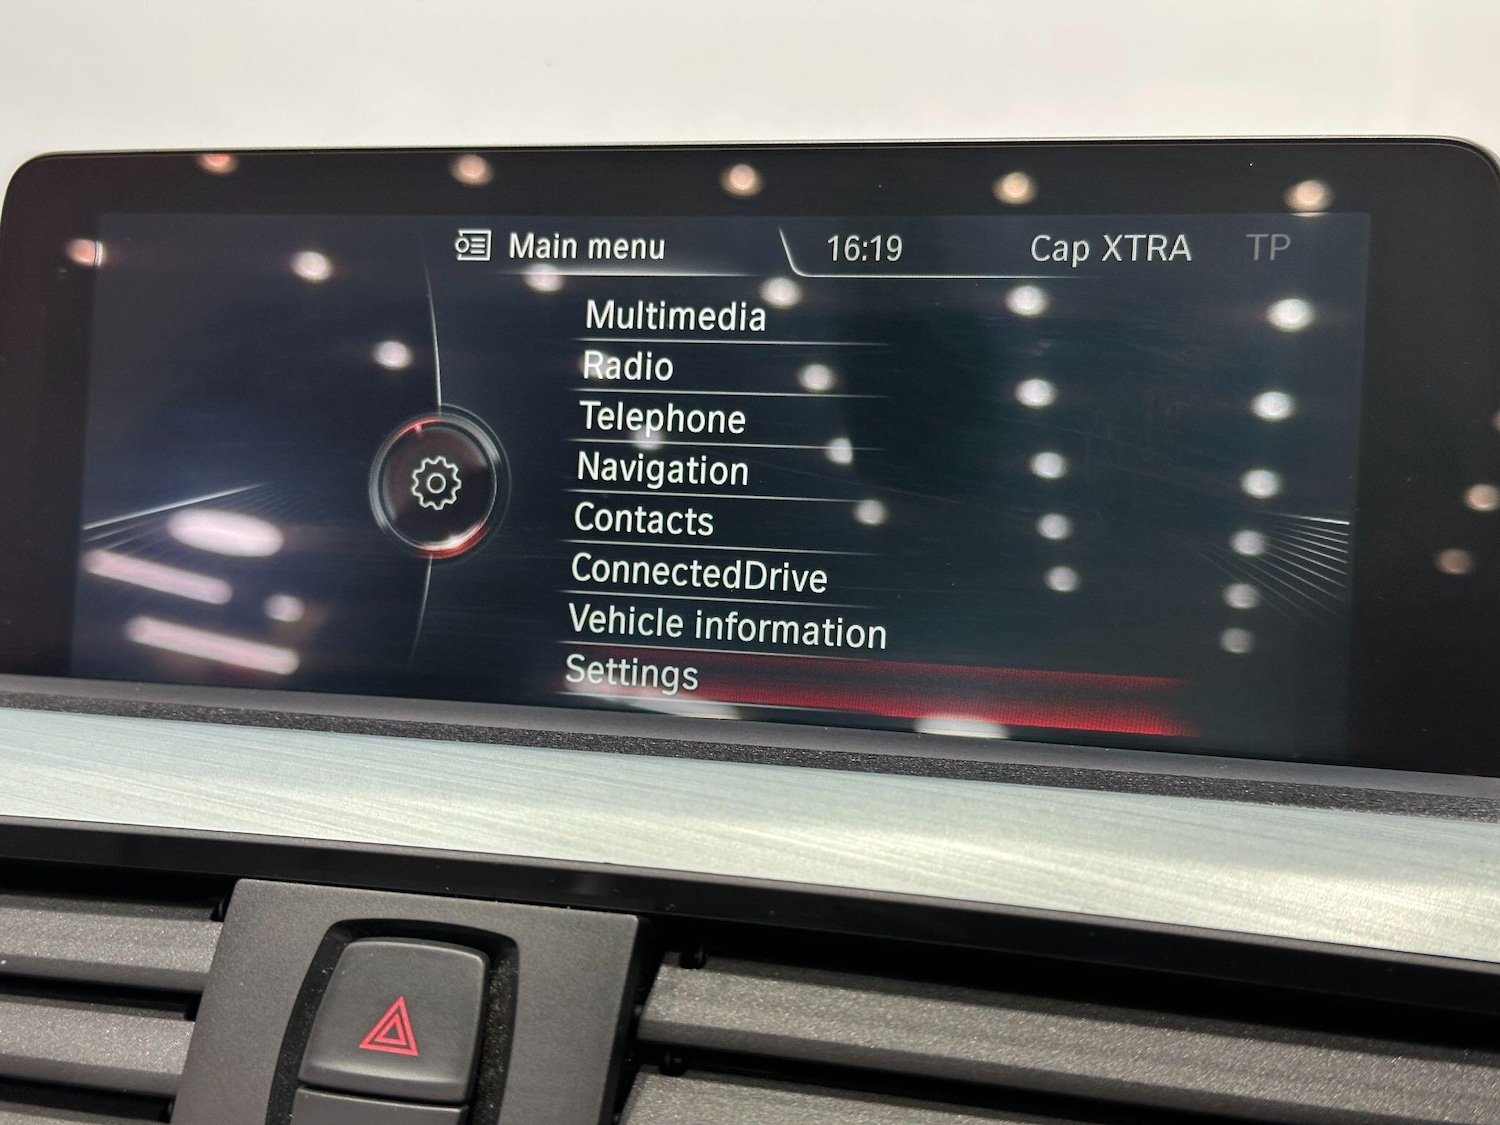 Main menu 16:19 Cap XTRA TP
Multimedia
Radio
Telephone
Navigation
Contacts
ConnectedDrive
Vehicle information
Settings